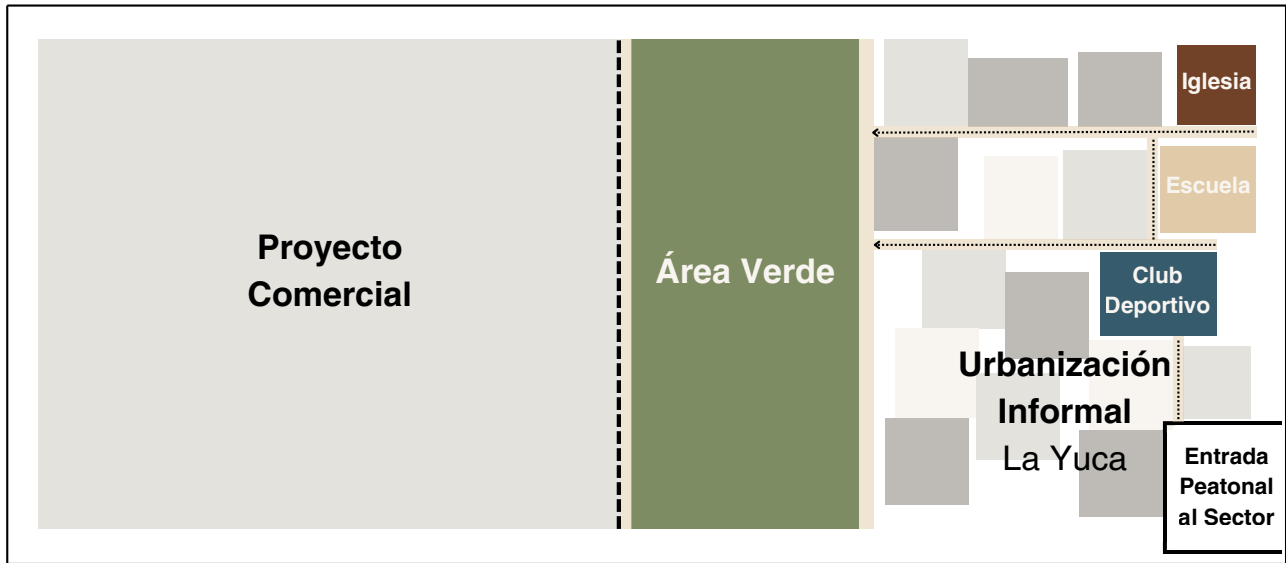 Proyecto
Comercial
Área Verde
Iglesia
Escuela
Club
Deportivo
Urbanización
Informal
La Yuca
Entrada
Peatonal
al Sector